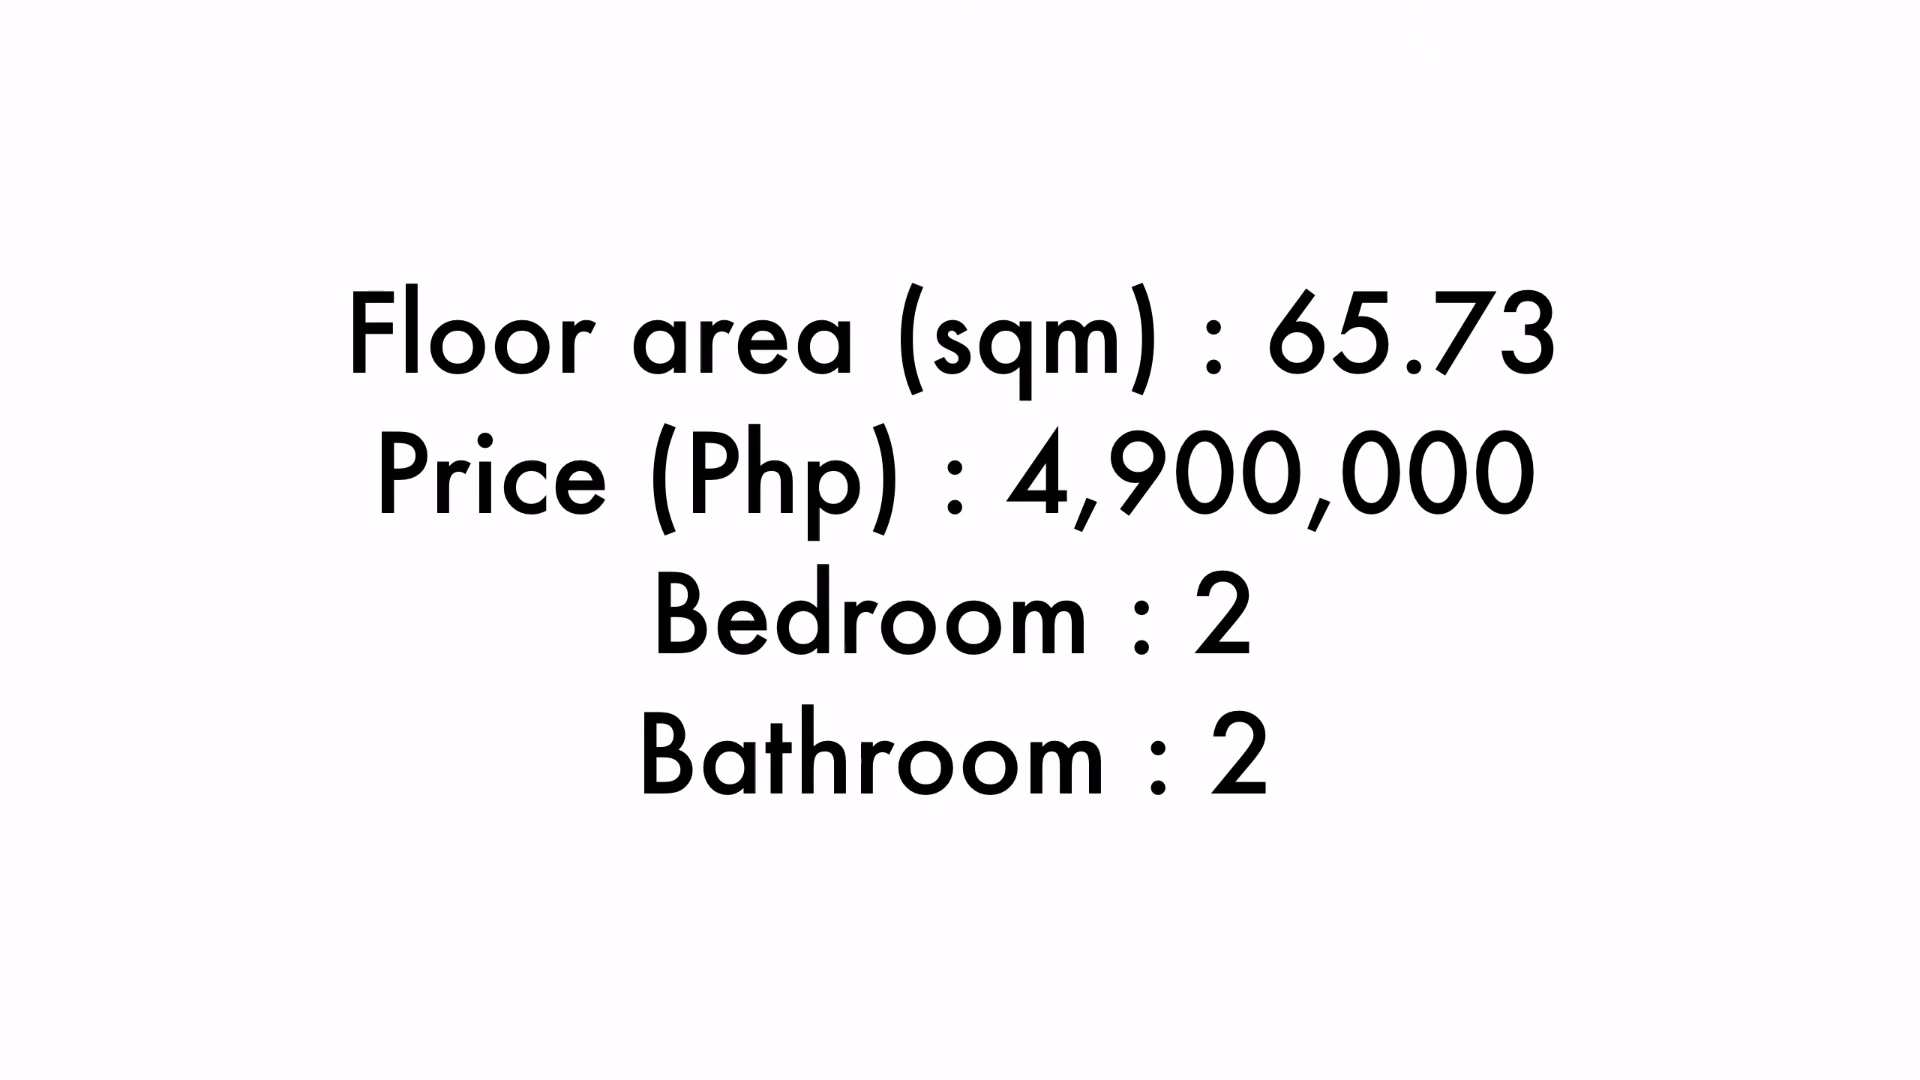 Floor area (sqm) : 65.73
Price (Php) : 4,900,000
Bedroom : 2
Bathroom : 2